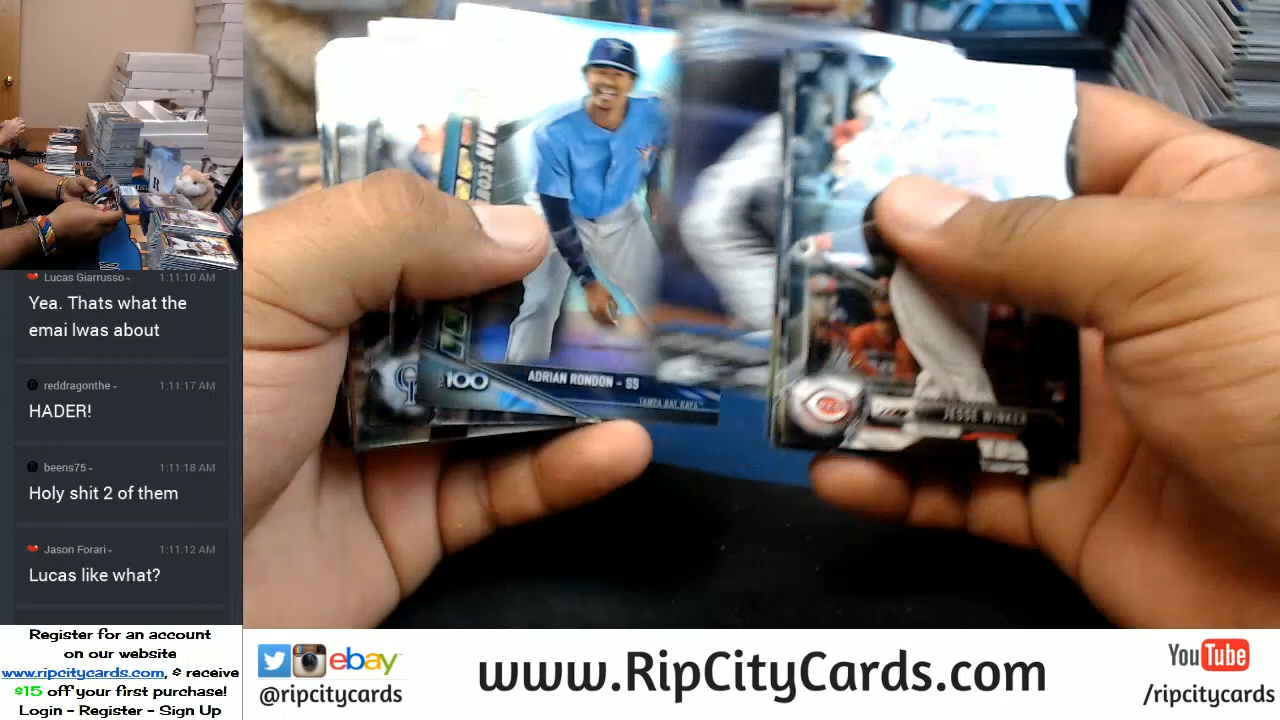 Lucas Giarrusso - 1:11:10 AM
Yea. Thats what the
emai lwas about
reddragonthe - 1:11:17 AM
HADER!
beens75 - 1:11:18 AM
Holy shit 2 of them
Jason Forari - 1:11:12 AM
Lucas like what?
Register for an account
on our website
www.ripcitycards.com, & receive
$15 off your first purchase!
Login - Register - Sign Up
100
ADRIAN RONDON - SS
TAMPA BAY RAYS
JESSE WINKER
ebay
@ripcitycards
www.RipCityCards.com
YouTube
/ripcitycards